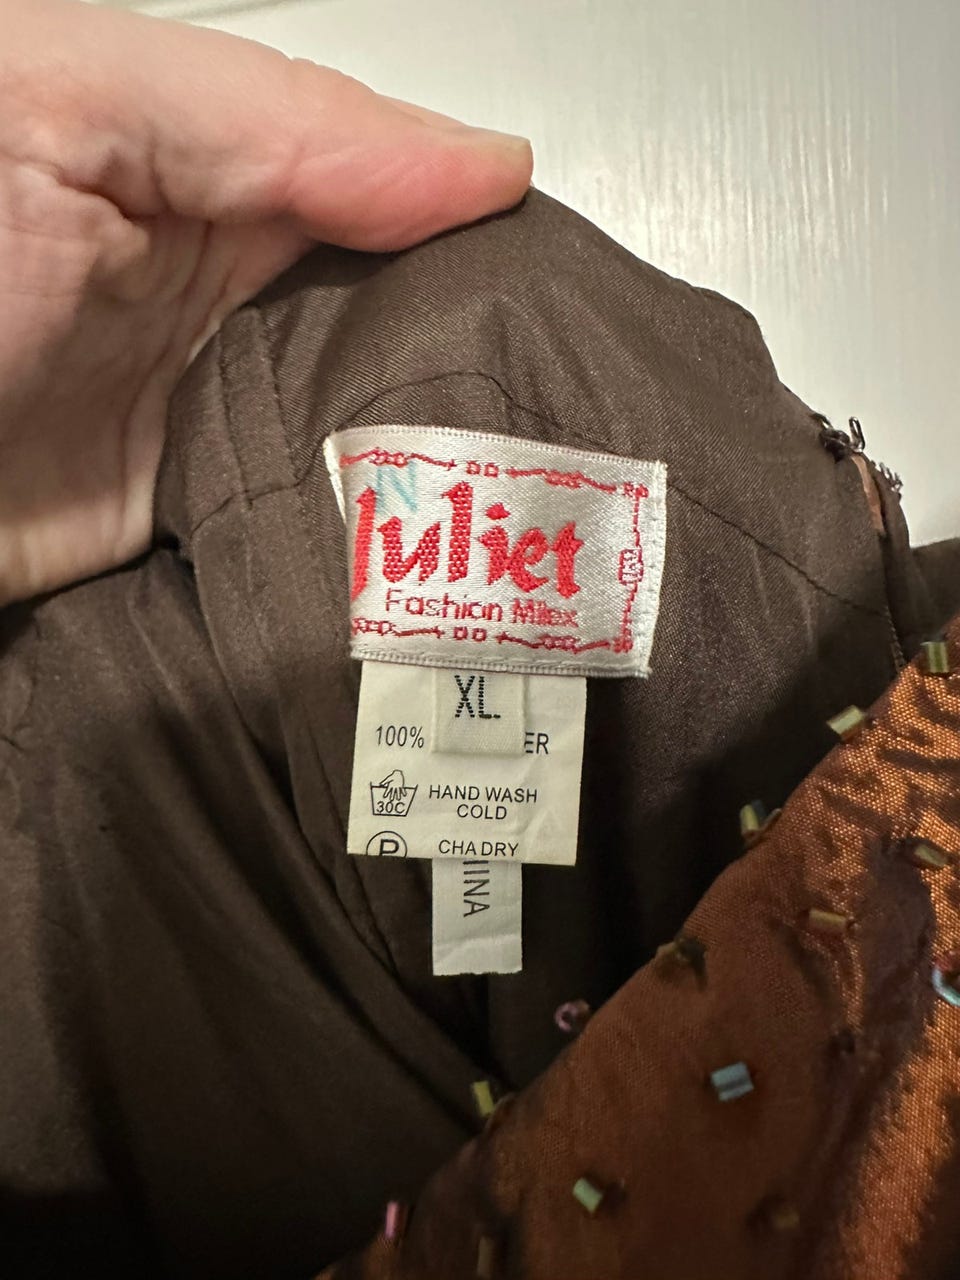 N
Juliet
Fashion Milex
XL
100% ER
30C
HAND WASH
COLD
P
CHA DRY
INA